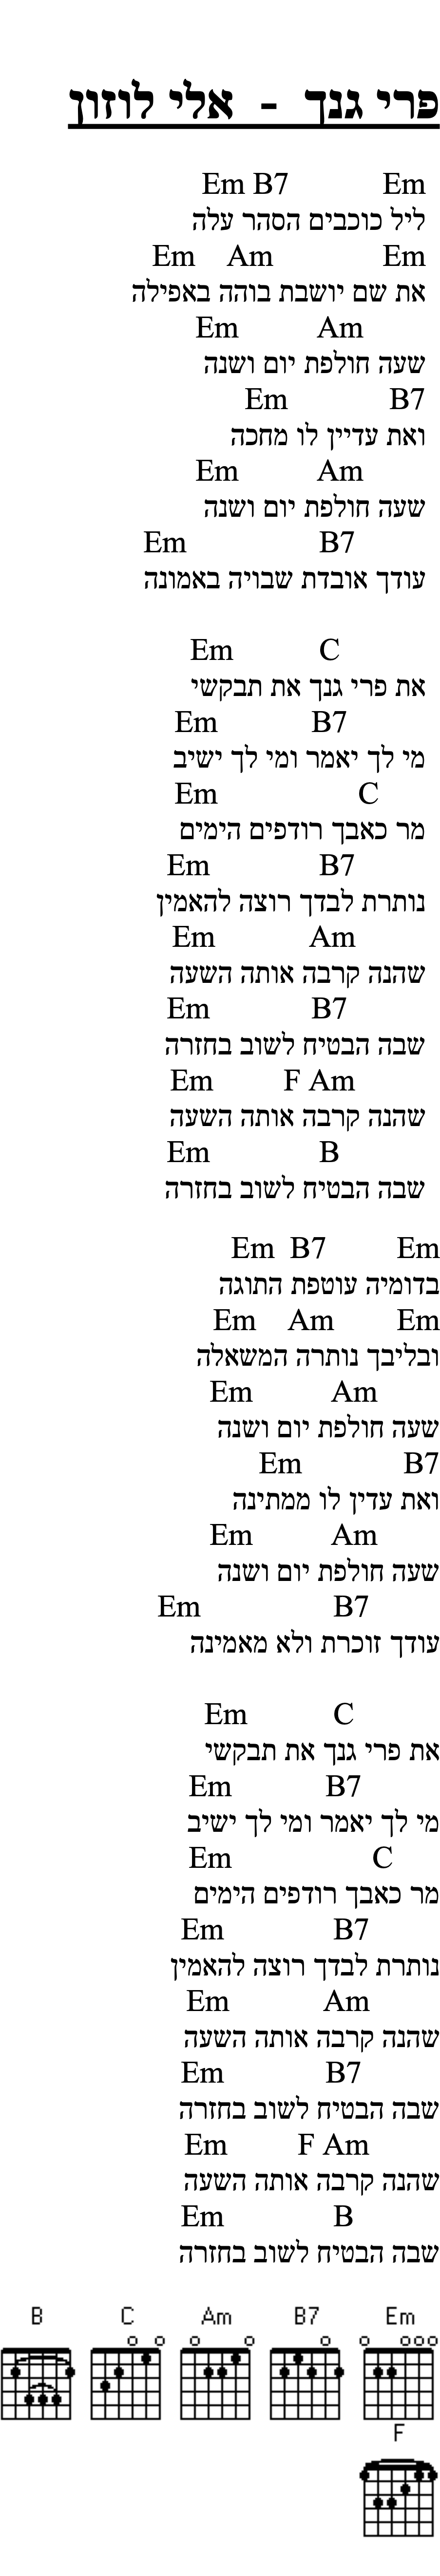 פרי גנך - אלי לוזון
Em B7 Em
ליל כוכבים הסהר עלה
Em Am Em
את שם יושבת בוהה באפילה
Em Am
שעה חולפת יום ושנה
Em B7
ואת עדיין לו מחכה
Em Am
שעה חולפת יום ושנה
Em B7
עודך אובדת שבויה באמונה
Em C
את פרי גנך את תבקשי
Em B7
מי לך יאמר ומי לך ישיב
Em C
מר כאבך רודפים הימים
Em B7
נותרת לבדך רוצה להאמין
Em Am
שהנה קרבה אותה השעה
Em B7
שבה הבטיח לשוב בחזרה
Em F Am
שהנה קרבה אותה השעה
Em B
שבה הבטיח לשוב בחזרה
Em B7 Em
בדומיה עוטפת התוגה
Em Am Em
ובליבך נותרה המשאלה
Em Am
שעה חולפת יום ושנה
Em B7
ואת עדין לו ממתינה
Em Am
שעה חולפת יום ושנה
Em B7
עודך זוכרת ולא מאמינה
Em C
את פרי גנך את תבקשי
Em B7
מי לך יאמר ומי לך ישיב
Em C
מר כאבך רודפים הימים
Em B7
נותרת לבדך רוצה להאמין
Em Am
שהנה קרבה אותה השעה
Em B7
שבה הבטיח לשוב בחזרה
Em F Am
שהנה קרבה אותה השעה
Em B
שבה הבטיח לשוב בחזרה
B C Am B7 Em
F